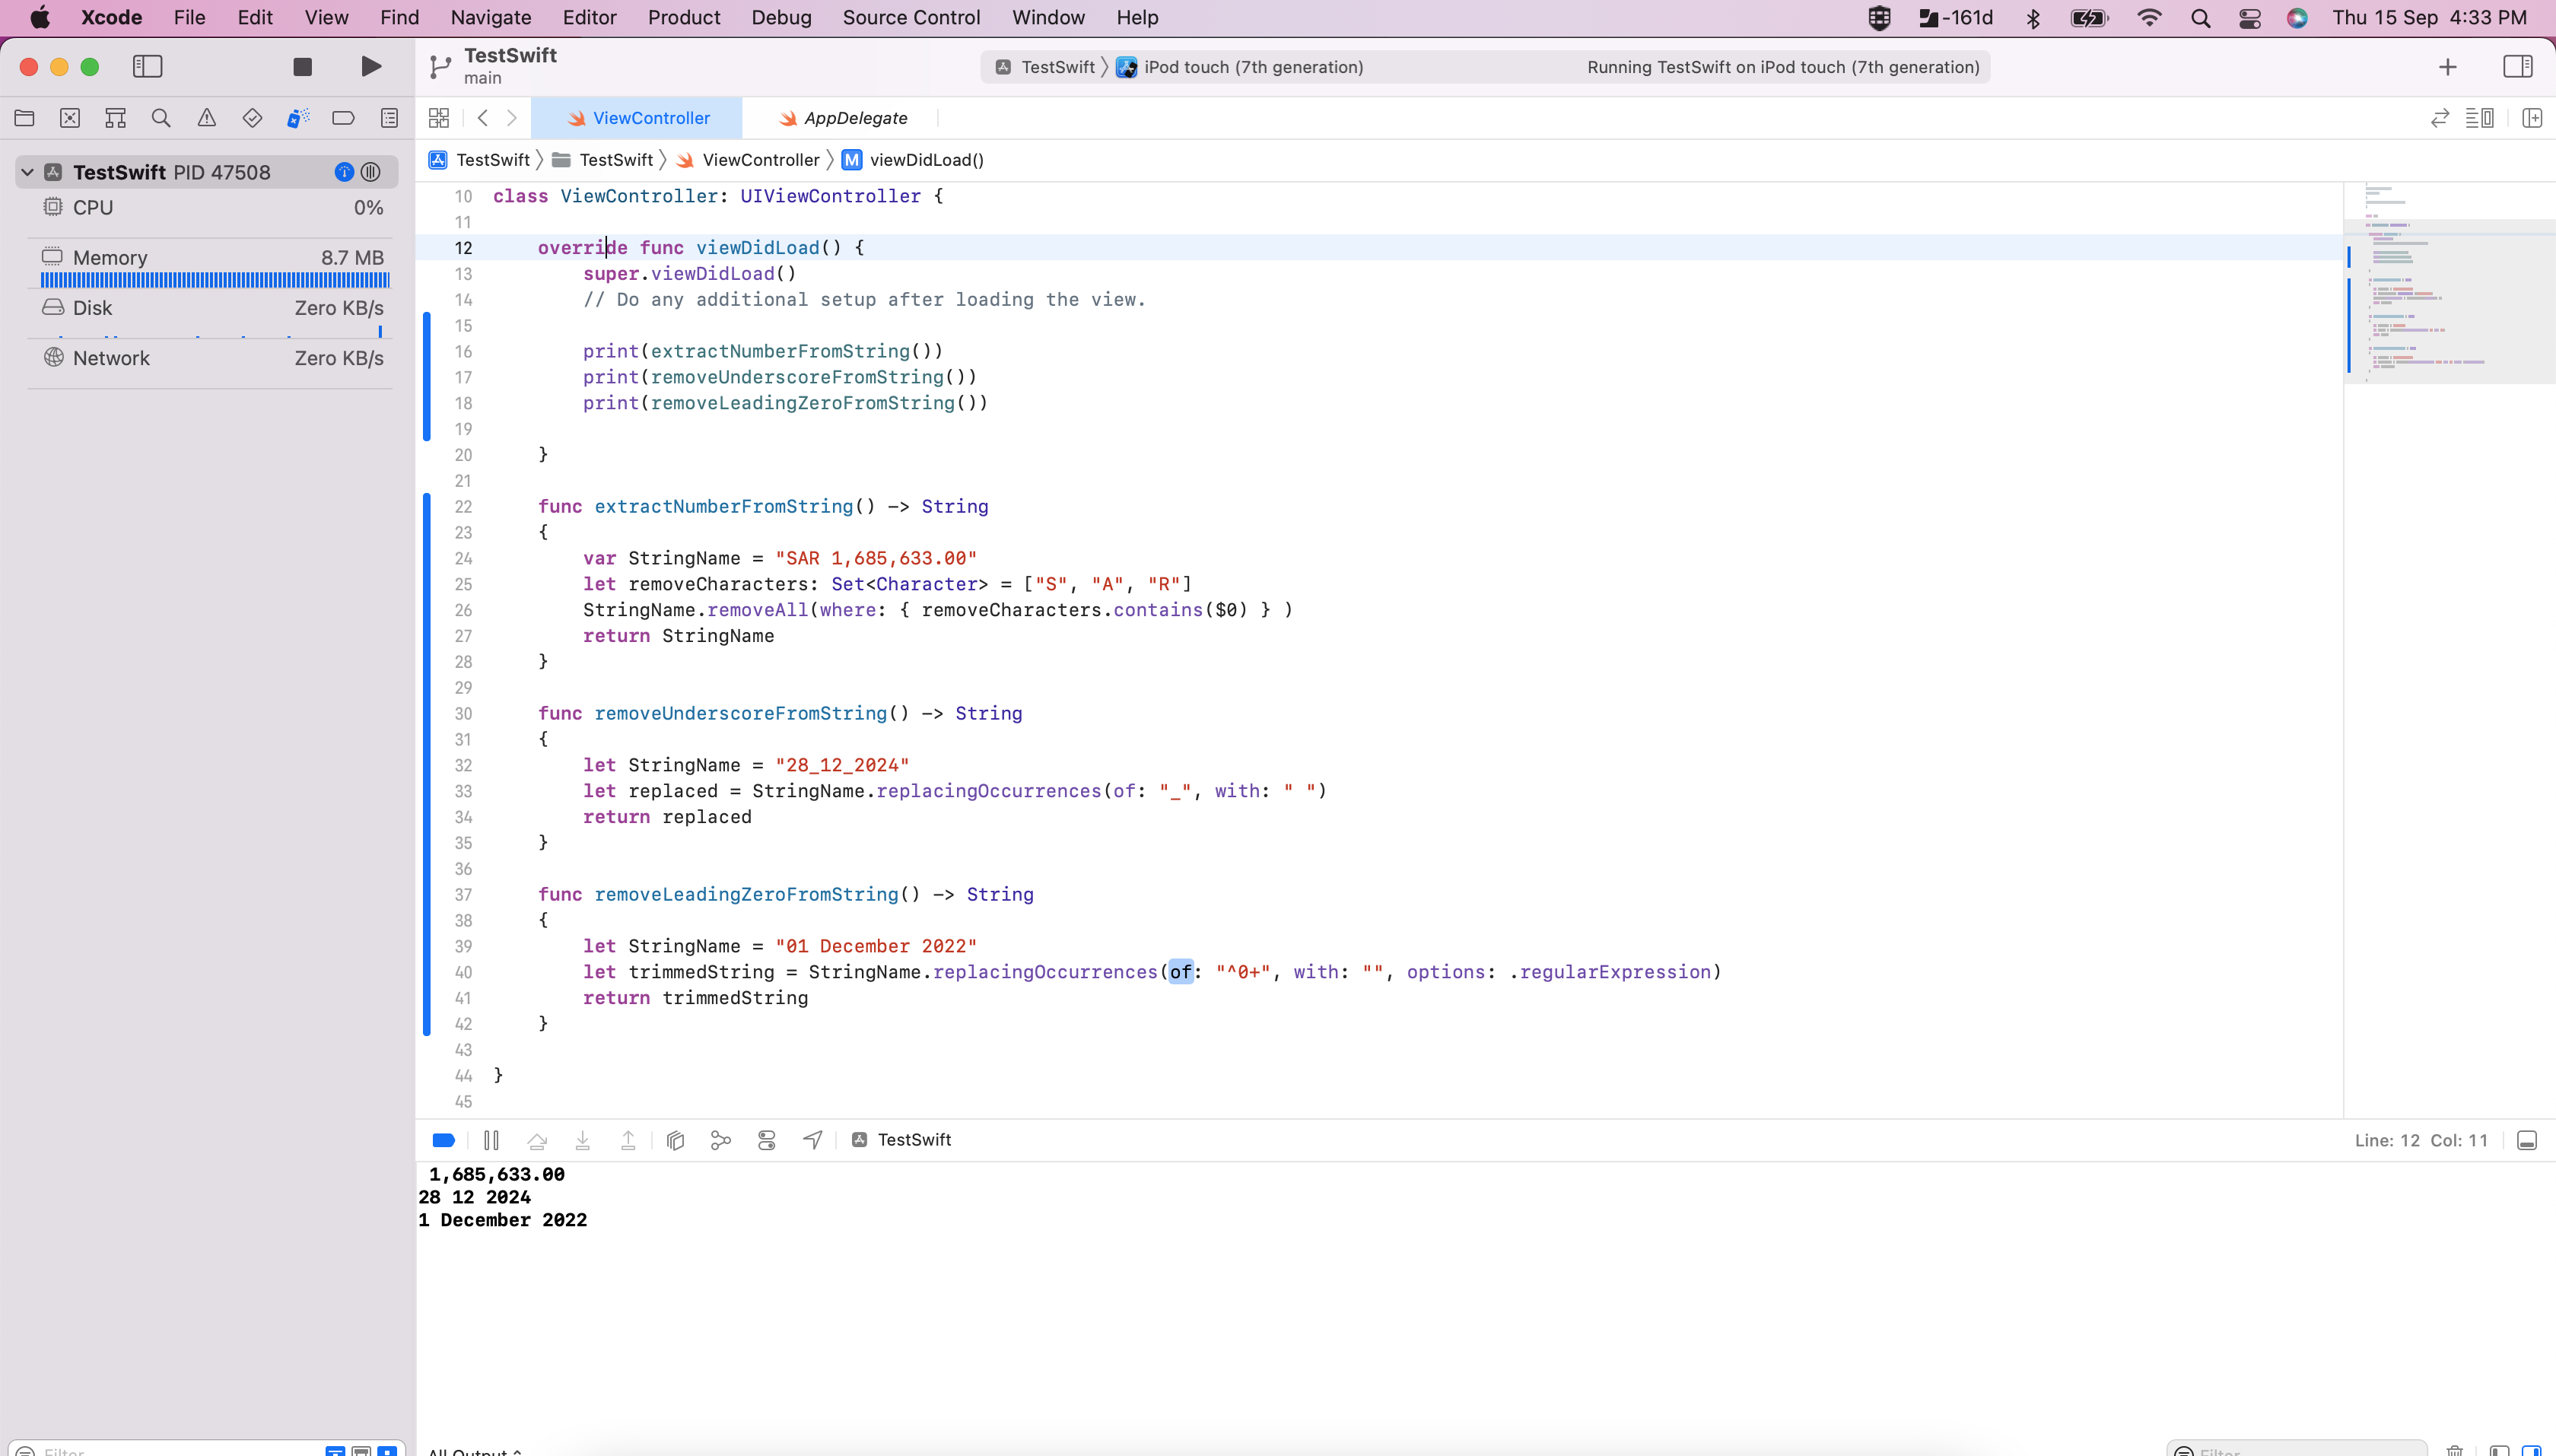 Xcode File Edit View Find Navigate Editor Product Debug Source Control Window Help -161d Thu 15 Sep 4:33 PM
TestSwift
main
TestSwift iPod touch (7th generation) Running TestSwift on iPod touch (7th generation)
ViewController AppDelegate
TestSwift TestSwift ViewController M viewDidLoad()
TestSwift PID 47508
CPU 0%
Memory 8.7 MB
Disk Zero KB/s
Network Zero KB/s
10 class ViewController: UIViewController {
11
12 override func viewDidLoad() {
13 super.viewDidLoad()
14 // Do any additional setup after loading the view.
15
16 print(extractNumberFromString())
17 print(removeUnderscoreFromString())
18 print(removeLeadingZeroFromString())
19
20 }
21
22 func extractNumberFromString() -> String
23 {
24 var StringName = "SAR 1,685,633.00"
25 let removeCharacters: Set<Character> = ["S", "A", "R"]
26 StringName.removeAll(where: { removeCharacters.contains($0) } )
27 return StringName
28 }
29
30 func removeUnderscoreFromString() -> String
31 {
32 let StringName = "28_12_2024"
33 let replaced = StringName.replacingOccurrences(of: "_", with: " ")
34 return replaced
35 }
36
37 func removeLeadingZeroFromString() -> String
38 {
39 let StringName = "01 December 2022"
40 let trimmedString = StringName.replacingOccurrences(of: "^0+", with: "", options: .regularExpression)
41 return trimmedString
42 }
43
44 }
45
TestSwift Line: 12 Col: 11
1,685,633.00
28 12 2024
1 December 2022
Filter All Output Filter